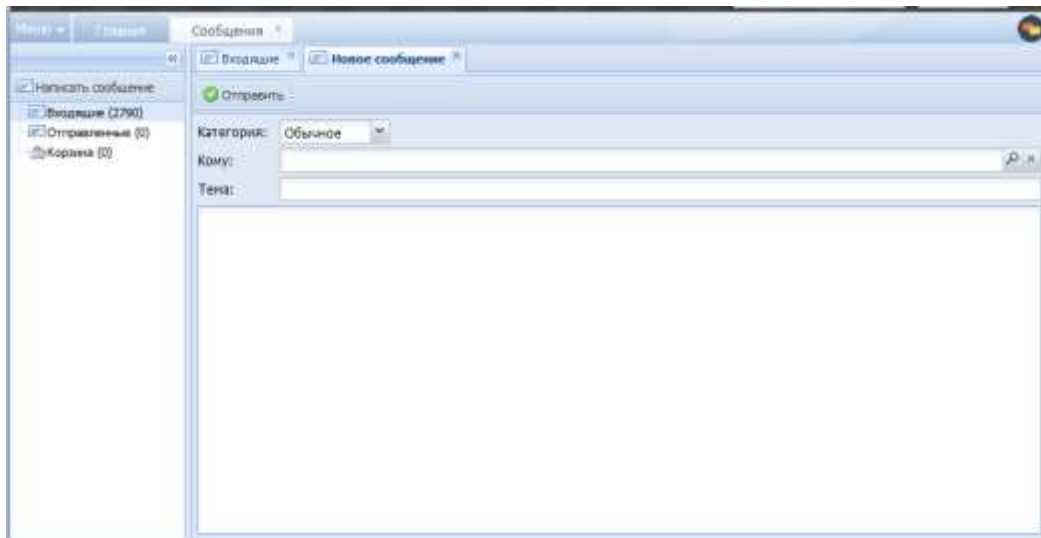 Меню Главная Сообщения
Входящие Новое сообщение
Написать сообщение
Отправить
Входящие (2790)
Отправленные (0)
Корзина (0)
Категория: Обычное
Кому:
Тема: